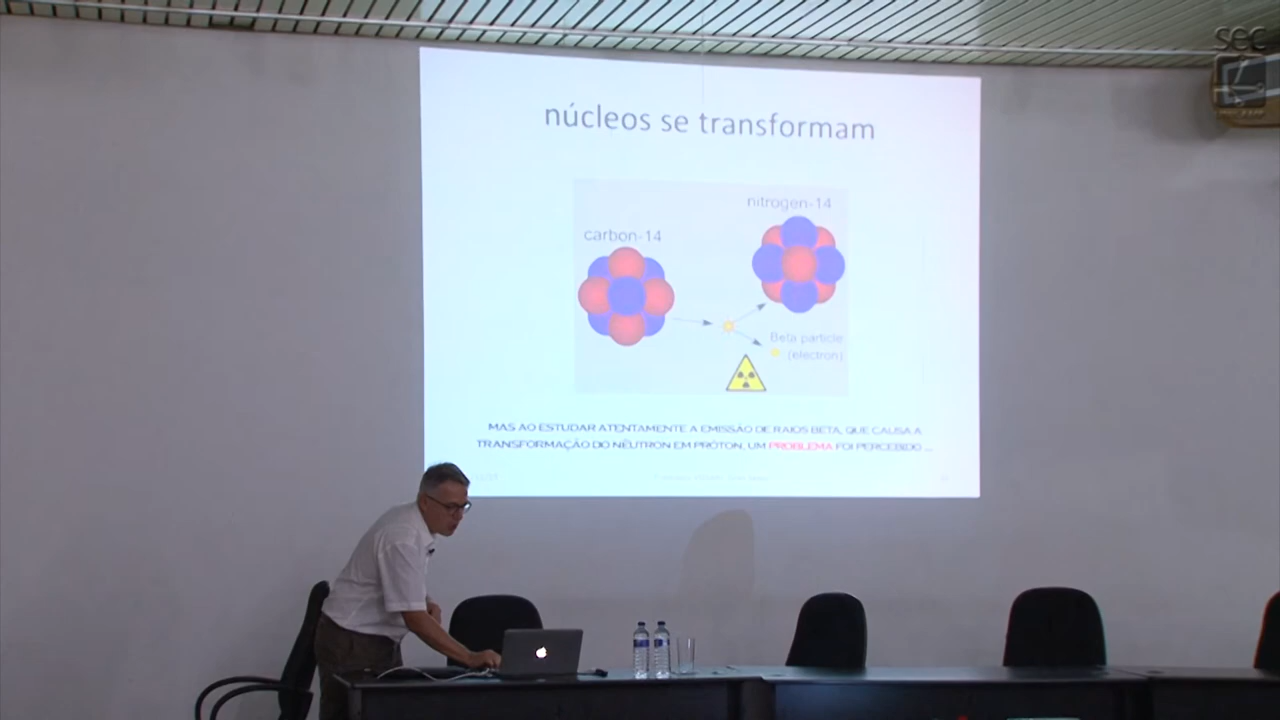 sec
núcleos se transformam
nitrogen-14
carbon-14
Beta particle
(electron)
MAS AO ESTUDAR ATENTAMENTE A EMISSÃO DE RAIOS BETA, QUE CAUSA A
TRANSFORMAÇÃO DO NÊUTRON EM PRÓTON, UM PROBLEMA FOI PERCEBIDO ...